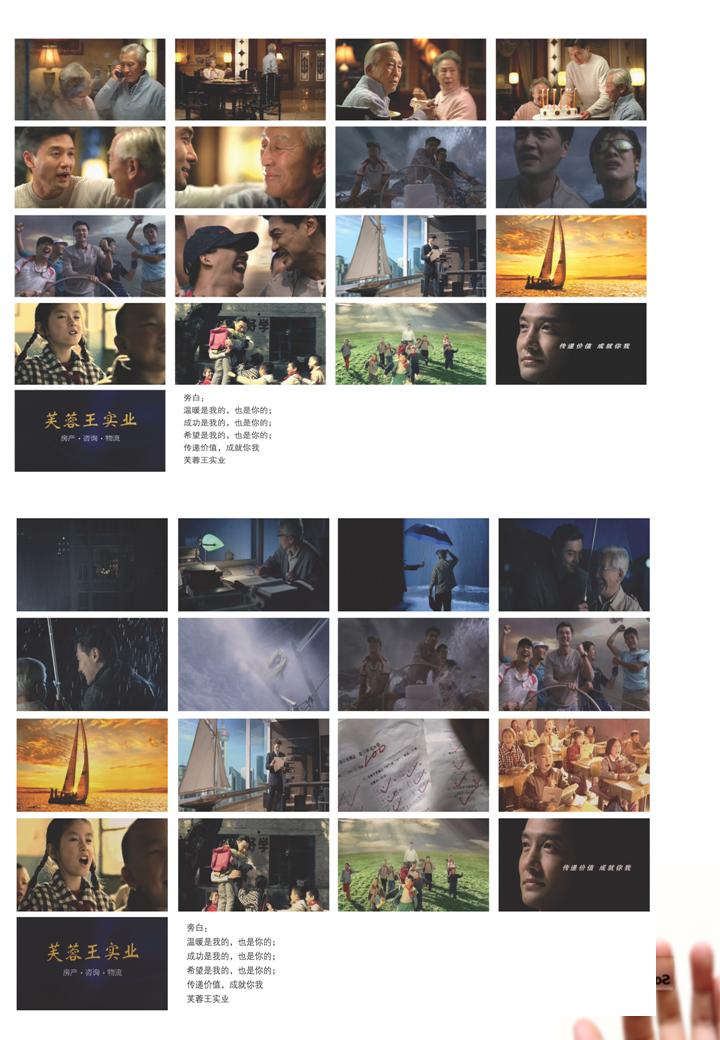 好学
传递价值 成就你我
芙蓉王实业
房产·咨询·物流
旁白：
温暖是我的，也是你的；
成功是我的，也是你的；
希望是我的，也是你的；
传递价值，成就你我
芙蓉王实业
100
好学
传递价值 成就你我
芙蓉王实业
房产·咨询·物流
旁白：
温暖是我的，也是你的；
成功是我的，也是你的；
希望是我的，也是你的；
传递价值，成就你我
芙蓉王实业